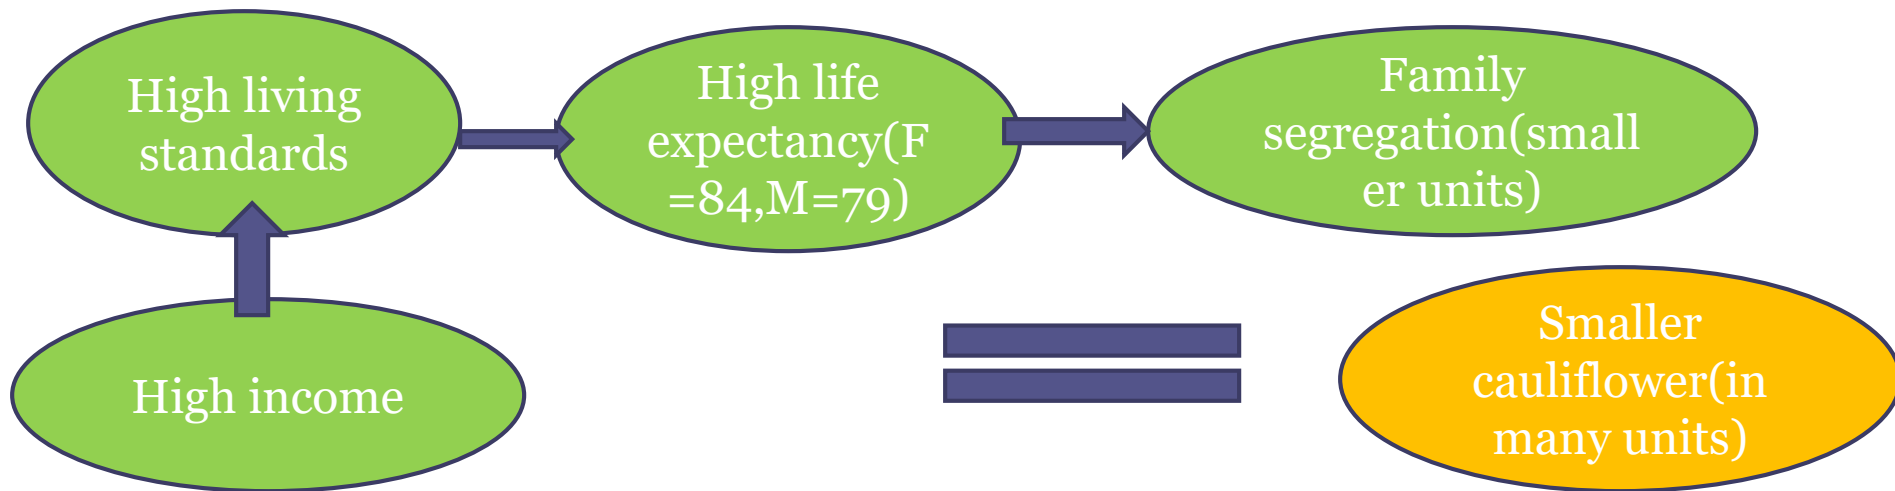 High living
standards
High life
expectancy(F
=84,M=79)
Family
segregation(small
er units)
High income
Smaller
cauliflower(in
many units)